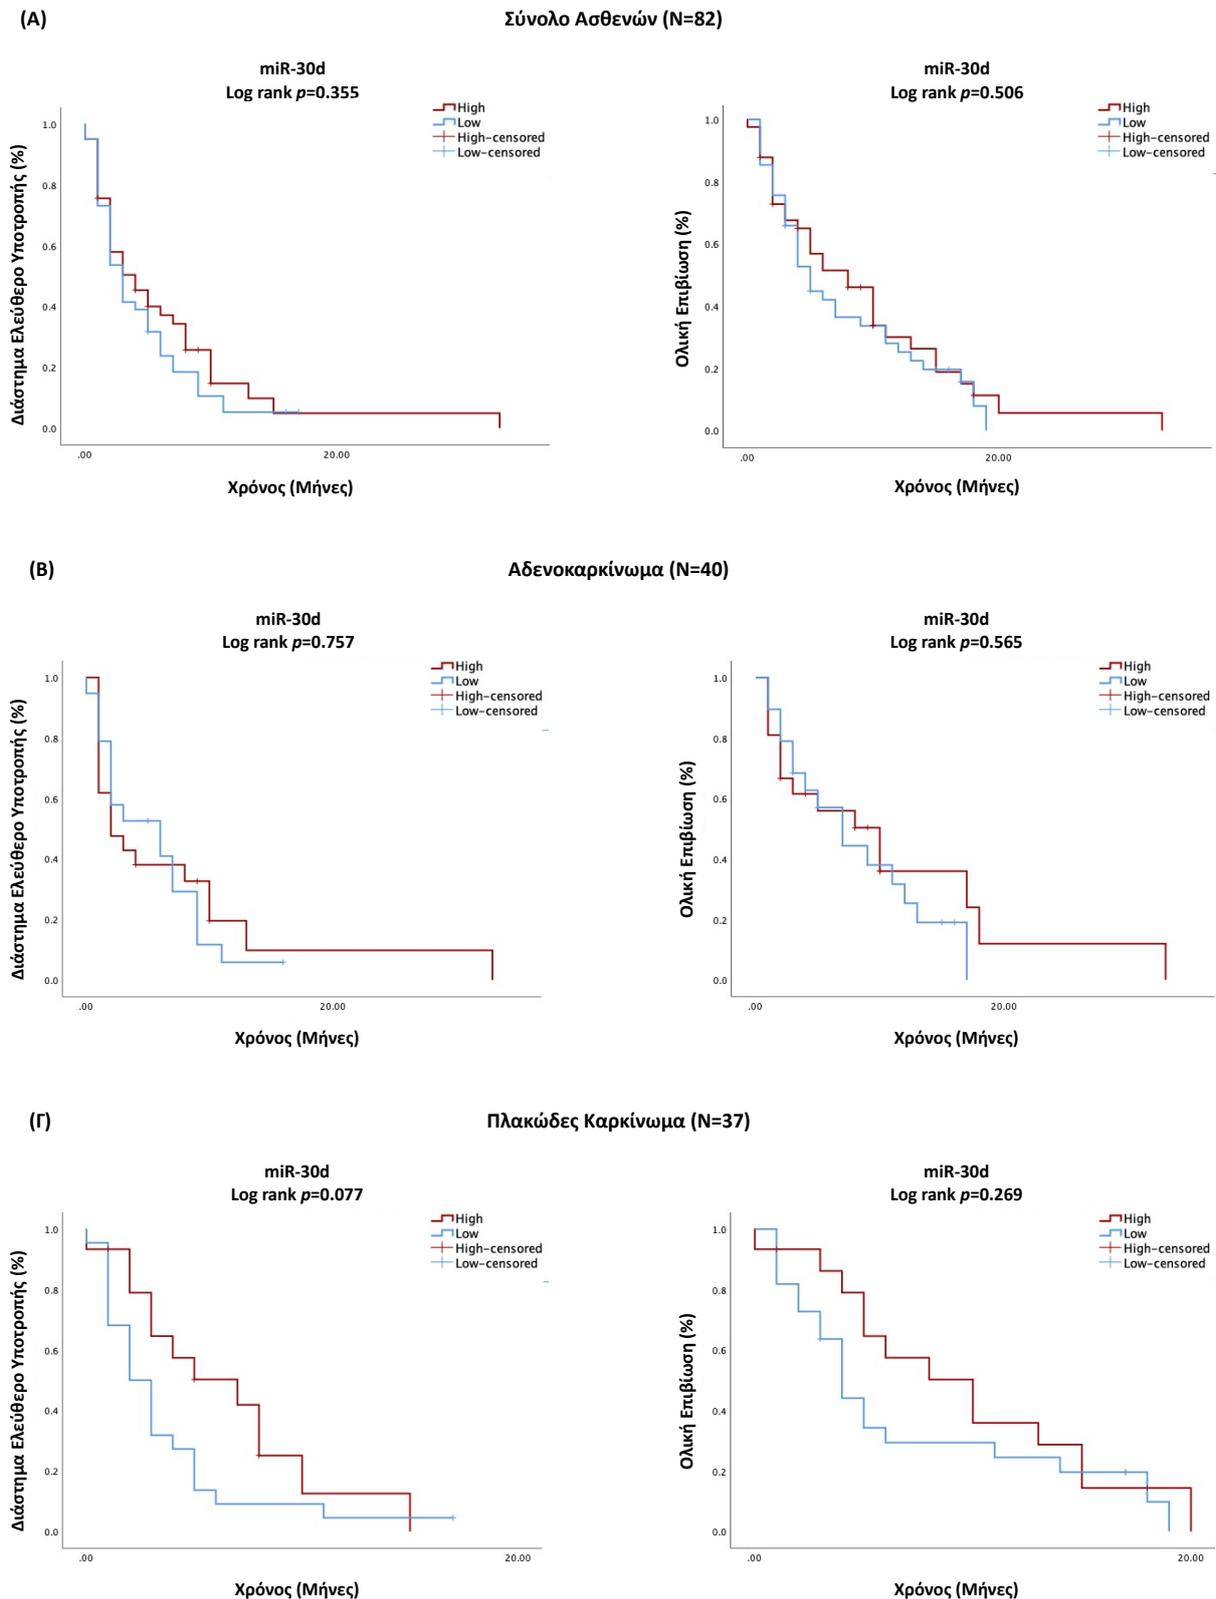 (Α)
Σύνολο Ασθενών (N=82)
miR-30d
Log rank p=0.355
High
Low
High-censored
Low-censored
Διάστημα Ελεύθερο Υποτροπής (%)
1.0
0.8
0.6
0.4
0.2
0.0
.00
20.00
Χρόνος (Μήνες)
miR-30d
Log rank p=0.506
High
Low
High-censored
Low-censored
Ολική Επιβίωση (%)
1.0
0.8
0.6
0.4
0.2
0.0
.00
20.00
Χρόνος (Μήνες)
(Β)
Αδενοκαρκίνωμα (N=40)
miR-30d
Log rank p=0.757
High
Low
High-censored
Low-censored
Διάστημα Ελεύθερο Υποτροπής (%)
1.0
0.8
0.6
0.4
0.2
0.0
.00
20.00
Χρόνος (Μήνες)
miR-30d
Log rank p=0.565
High
Low
High-censored
Low-censored
Ολική Επιβίωση (%)
1.0
0.8
0.6
0.4
0.2
0.0
.00
20.00
Χρόνος (Μήνες)
(Γ)
Πλακώδες Καρκίνωμα (N=37)
miR-30d
Log rank p=0.077
High
Low
High-censored
Low-censored
Διάστημα Ελεύθερο Υποτροπής (%)
1.0
0.8
0.6
0.4
0.2
0.0
.00
20.00
Χρόνος (Μήνες)
miR-30d
Log rank p=0.269
High
Low
High-censored
Low-censored
Ολική Επιβίωση (%)
1.0
0.8
0.6
0.4
0.2
0.0
.00
20.00
Χρόνος (Μήνες)